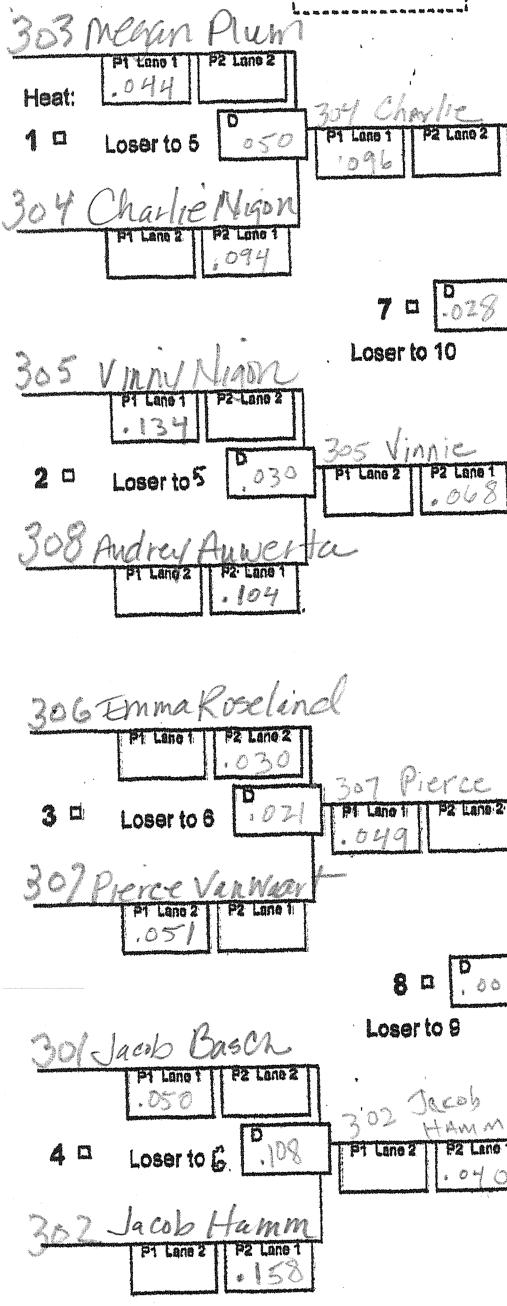 303 Megan Plum
P1 Lane 1 P2 Lane 2
.044
Heat:
D
1 Loser to 5 .050
304 Charlie
P1 Lane 1 P2 Lane 2
.096
304 Charlie Nigon
P1 Lane 2 P2 Lane 1
.094
D
7 .028
Loser to 10
305 Vinny Nigon
P1 Lane 1 P2 Lane 2
.134
D
2 Loser to 5 .030
305 Vinnie
P1 Lane 2 P2 Lane 1
.068
308 Audrey Auwerta
P1 Lane 2 P2 Lane 1
.104
306 Emma Roseland
P1 Lane 1 P2 Lane 2
.030
D
3 Loser to 6 .021
307 Pierce
P1 Lane 1 P2 Lane 2
.049
307 Pierce VanWaart
P1 Lane 2 P2 Lane 1
.051
D
8 .00
Loser to 9
301 Jacob Basch
P1 Lane 1 P2 Lane 2
.050
D
4 Loser to 6 .108
302 Jacob
HAMM
P1 Lane 2 P2 Lane
.040
302 Jacob Hamm
P1 Lane 2 P2 Lane 1
.158